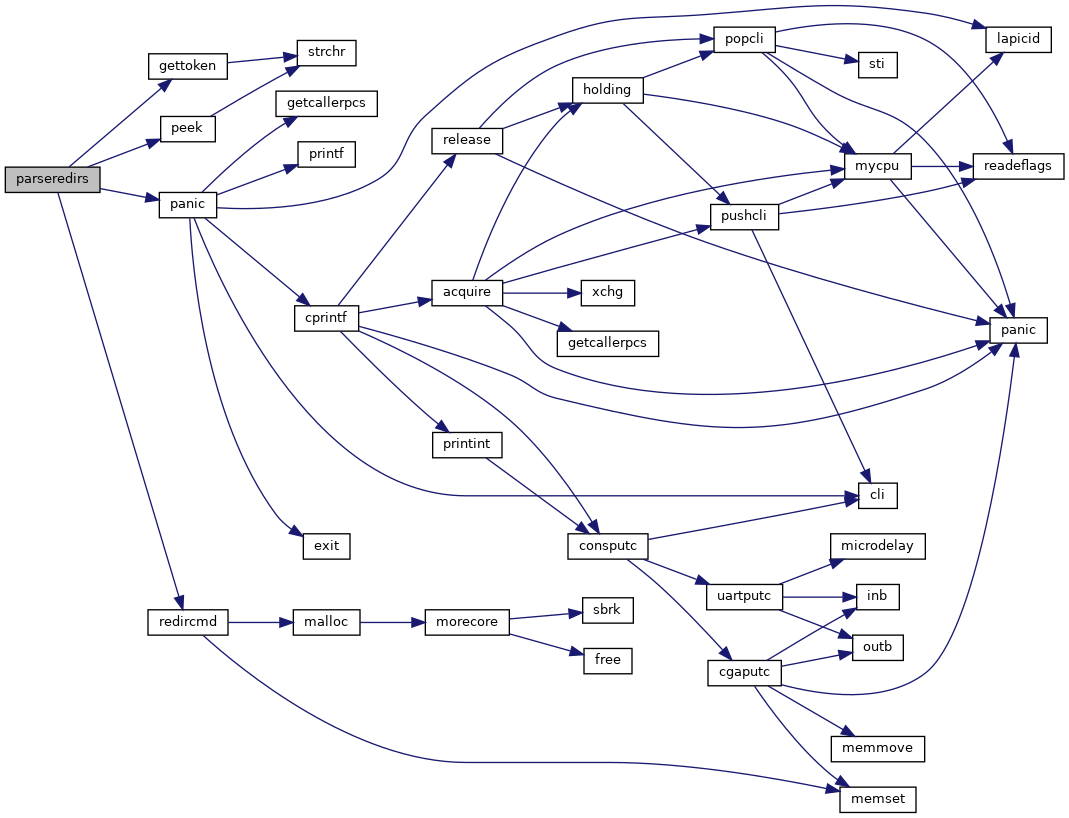 parseredirs
gettoken
peek
panic
redircmd
strchr
getcallerpcs
printf
cprintf
exit
malloc
release
acquire
printint
morecore
holding
xchg
getcallerpcs
consputc
sbrk
free
popcli
pushcli
uartputc
cgaputc
sti
mycpu
cli
microdelay
inb
outb
memmove
memset
lapicid
readeflags
panic